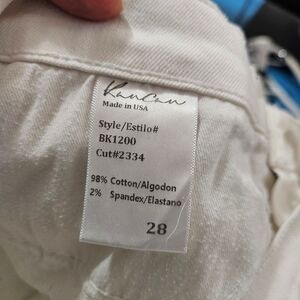 KanCan
Made in USA
Style/Estilo#
BK1200
Cut#2334
98% Cotton/Algodon
2% Spandex/Elastano
28